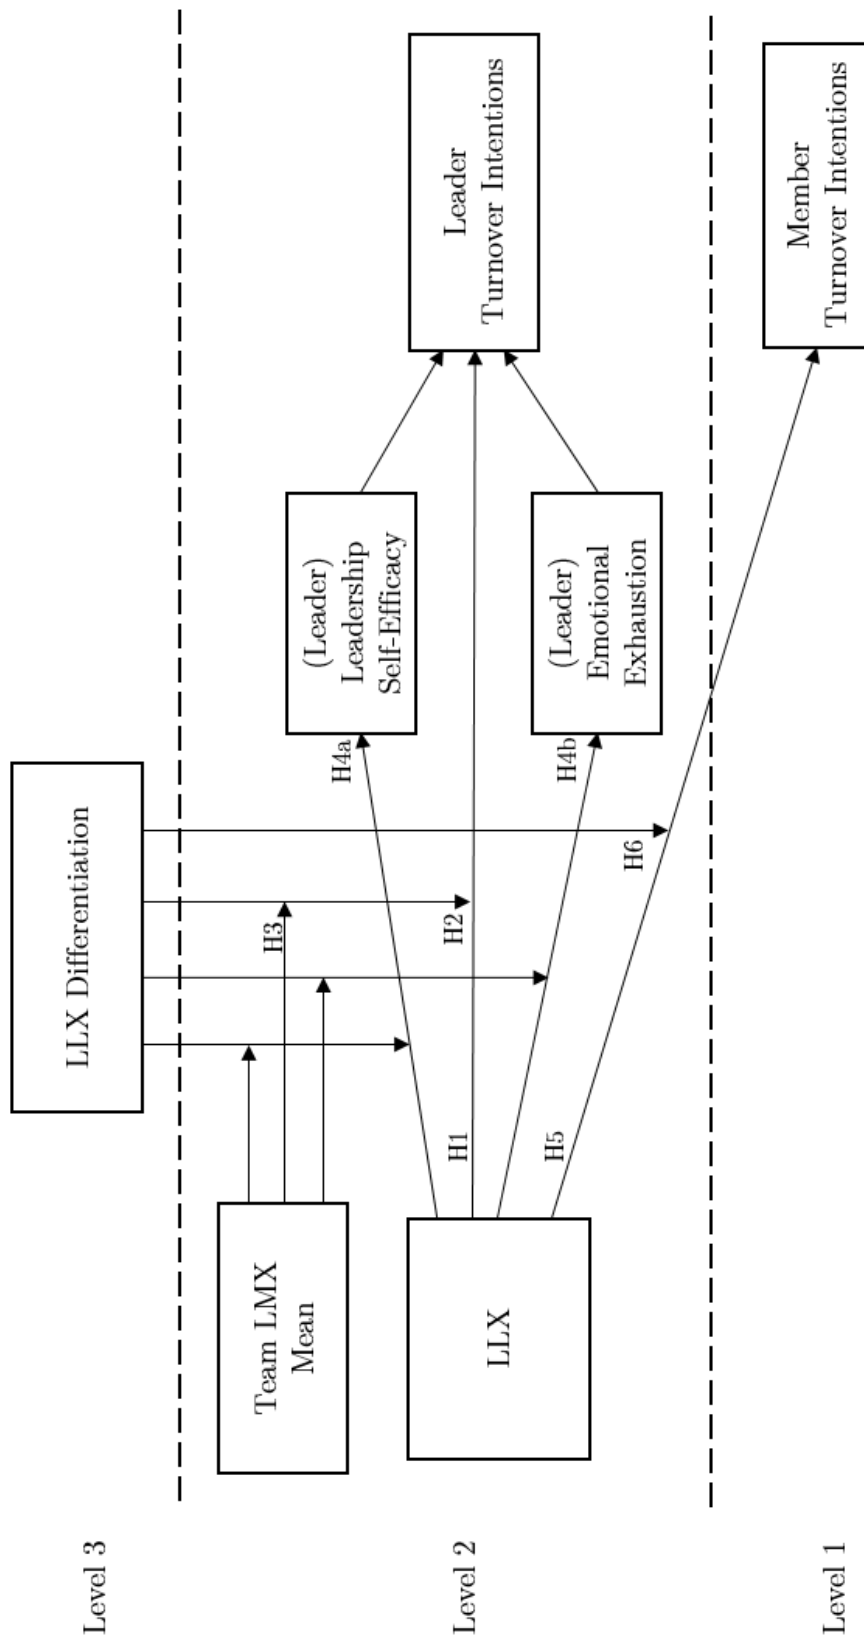 Level 3
LLX Differentiation
Level 2
Team LMX
Mean
LLX
H3
H4a
H2
H1
H4b
H5
H6
(Leader)
Leadership
Self-Efficacy
(Leader)
Emotional
Exhaustion
Leader
Turnover Intentions
Level 1
Member
Turnover Intentions